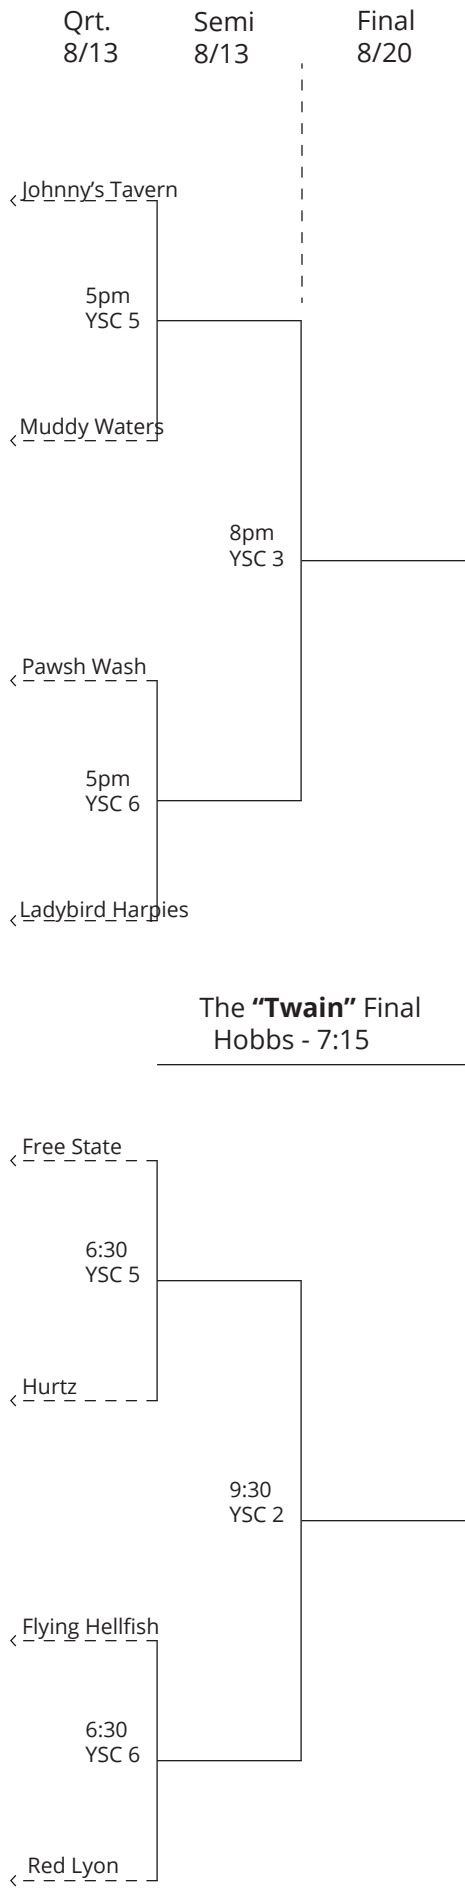 Qrt.
8/13
Semi
8/13
Final
8/20
Johnny’s Tavern
5pm
YSC 5
Muddy Waters
8pm
YSC 3
Pawsh Wash
5pm
YSC 6
Ladybird Harpies
The “Twain” Final
Hobbs - 7:15
Free State
6:30
YSC 5
Hurtz
9:30
YSC 2
Flying Hellfish
6:30
YSC 6
Red Lyon